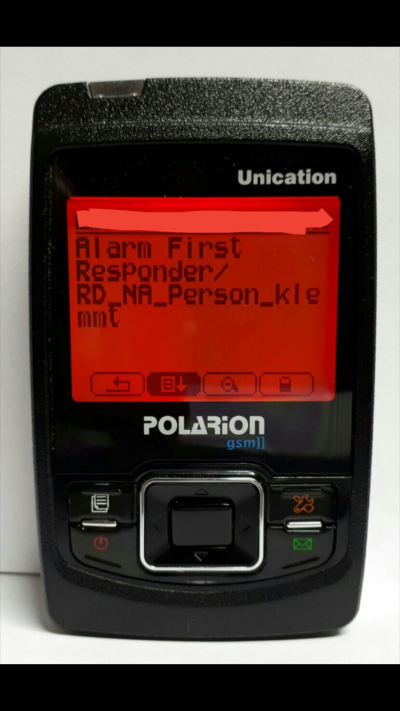 Unication
Alarm First
Responder/
RD_NA_Person_kle
mmt
POLARiON
gsm]]